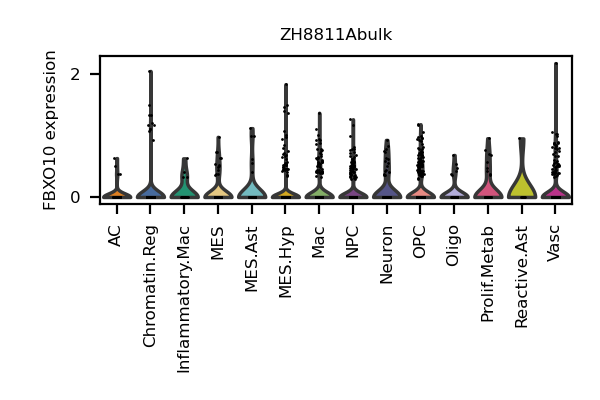 ZH8811Abulk
FBXO10 expression
2
0
AC
Chromatin.Reg
Inflammatory.Mac
MES
MES.Ast
MES.Hyp
Mac
NPC
Neuron
OPC
Oligo
Prolif.Metab
Reactive.Ast
Vasc